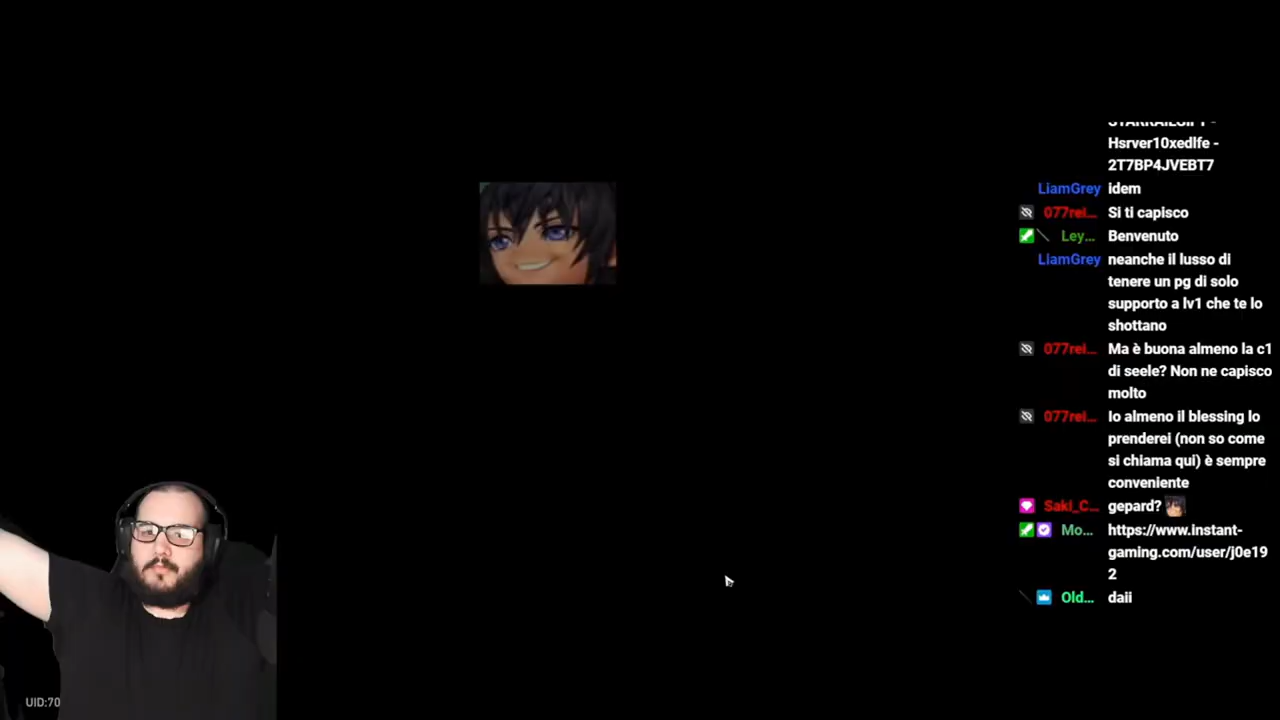 Hsrver10xedlfe -
2T7BP4JVEBT7
LiamGrey idem
077rei... Si ti capisco
Ley... Benvenuto
LiamGrey neanche il lusso di
tenere un pg di solo
supporto a lv1 che te lo
shottano
077rei... Ma è buona almeno la c1
di seele? Non ne capisco
molto
077rei... Io almeno il blessing lo
prenderei (non so come
si chiama qui) è sempre
conveniente
Saki_C... gepard?
Mo... https://www.instant-
gaming.com/user/j0e19
2
Old... daii
UID:70